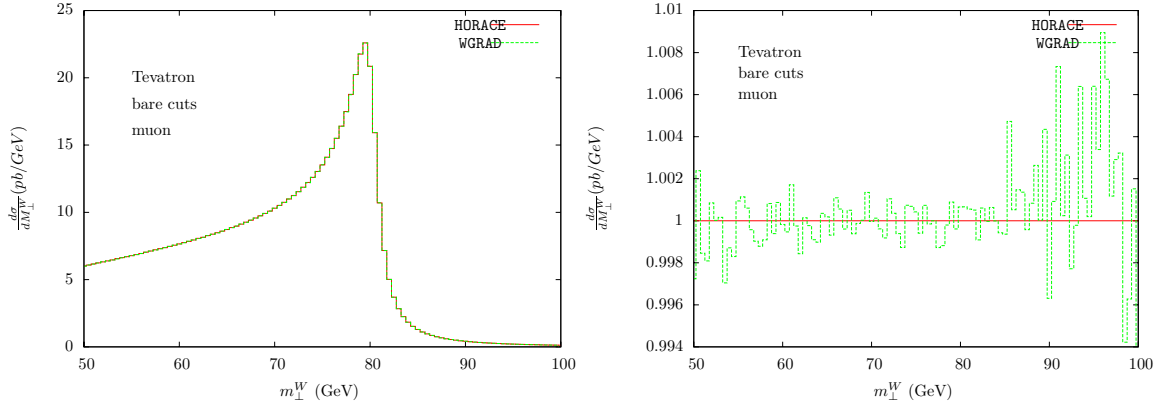 25
20
15
10
5
0
50
60
70
80
90
100
dσ/dM⊥^W (pb/GeV)
m⊥^W (GeV)
Tevatron
bare cuts
muon
HORACE
WGRAD
1.01
1.008
1.006
1.004
1.002
1
0.998
0.996
0.994
50
60
70
80
90
100
dσ/dM⊥^W (pb/GeV)
m⊥^W (GeV)
Tevatron
bare cuts
muon
HORACE
WGRAD